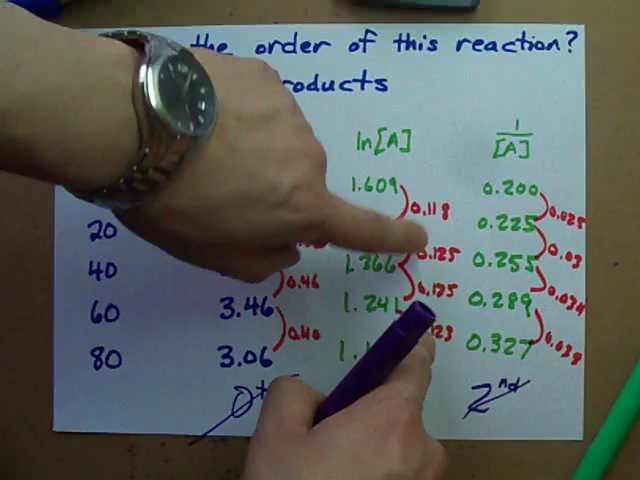 the order of this reaction?
roducts
ln[A] 1/[A]
1.609 0.118 0.200 0.025
20 0.225
0.125 0.03
40 0.46 1.366 0.255
0.125 0.034
60 3.46 1.241 0.289
0.40 0.038
80 3.06 0.327
2nd